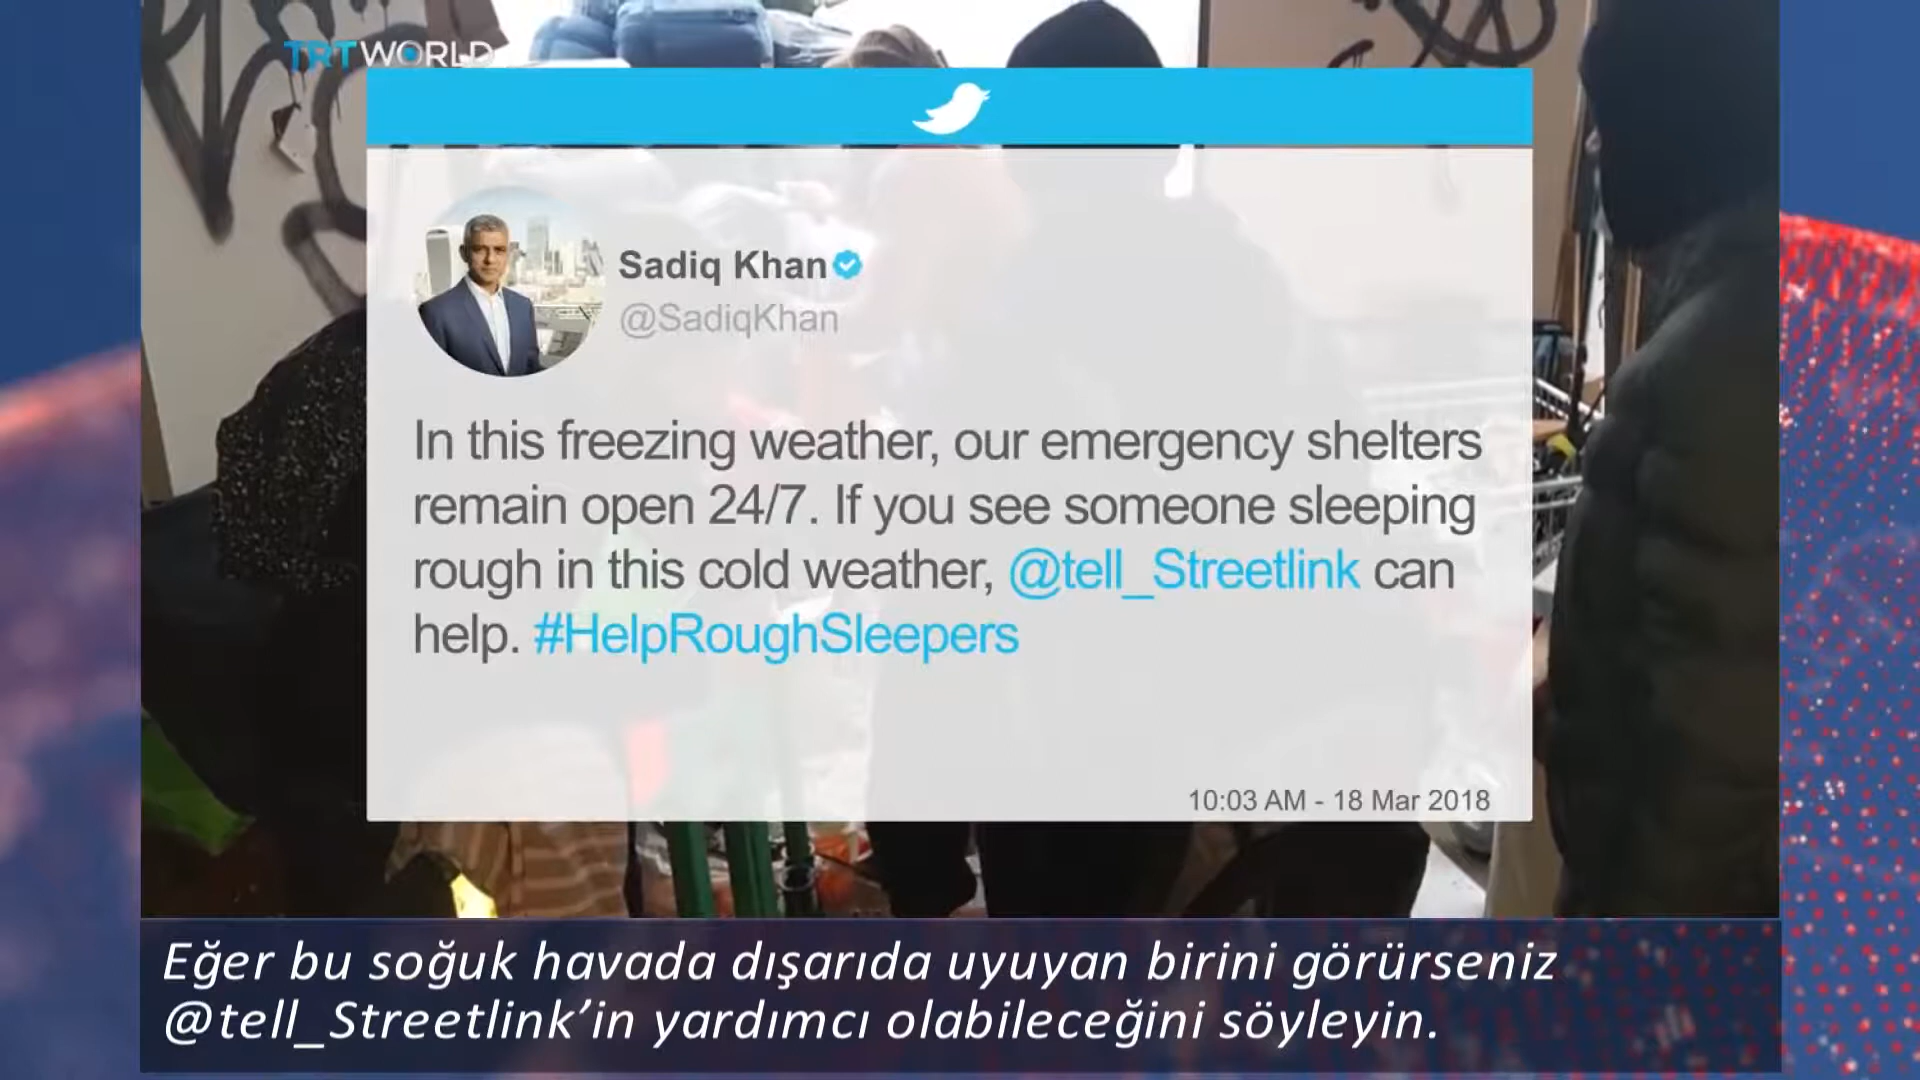 TRT WORLD
Sadiq Khan
@SadiqKhan
In this freezing weather, our emergency shelters
remain open 24/7. If you see someone sleeping
rough in this cold weather, @tell_Streetlink can
help. #HelpRoughSleepers
10:03 AM - 18 Mar 2018
Eğer bu soğuk havada dışarıda uyuyan birini görürseniz
@tell_Streetlink’in yardımcı olabileceğini söyleyin.